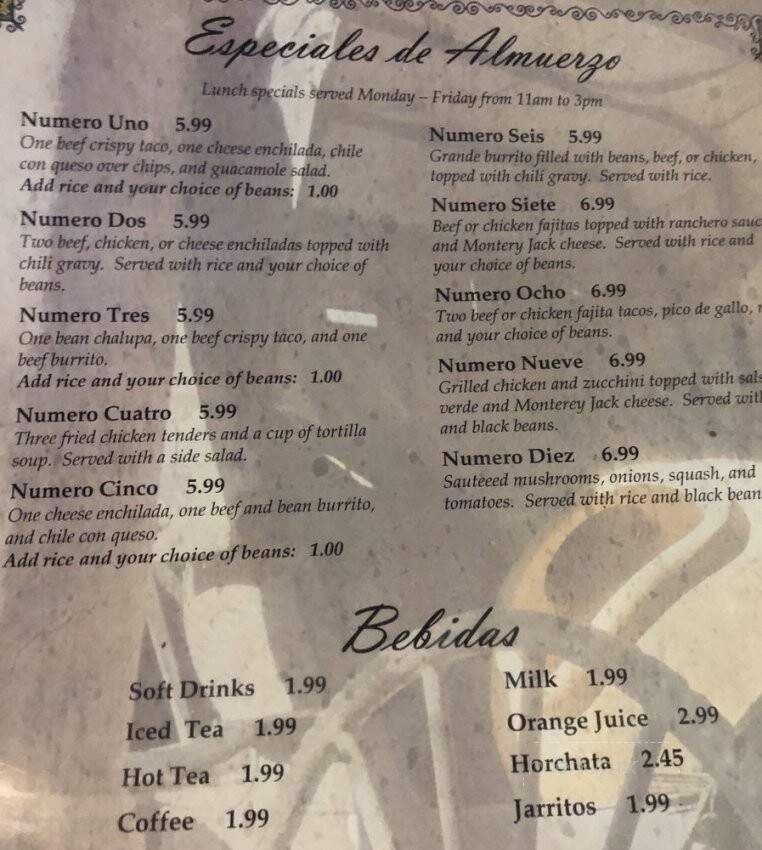 Especiales de Almuerzo
Lunch specials served Monday – Friday from 11am to 3pm
Numero Uno 5.99
One beef crispy taco, one cheese enchilada, chile
con queso over chips, and guacamole salad.
Add rice and your choice of beans: 1.00
Numero Dos 5.99
Two beef, chicken, or cheese enchiladas topped with
chili gravy. Served with rice and your choice of
beans.
Numero Tres 5.99
One bean chalupa, one beef crispy taco, and one
beef burrito.
Add rice and your choice of beans: 1.00
Numero Cuatro 5.99
Three fried chicken tenders and a cup of tortilla
soup. Served with a side salad.
Numero Cinco 5.99
One cheese enchilada, one beef and bean burrito,
and chile con queso.
Add rice and your choice of beans: 1.00
Numero Seis 5.99
Grande burrito filled with beans, beef, or chicken,
topped with chili gravy. Served with rice.
Numero Siete 6.99
Beef or chicken fajitas topped with ranchero sauc
and Montery Jack cheese. Served with rice and
your choice of beans.
Numero Ocho 6.99
Two beef or chicken fajita tacos, pico de gallo,
and your choice of beans.
Numero Nueve 6.99
Grilled chicken and zucchini topped with sals
verde and Monterey Jack cheese. Served wit
and black beans.
Numero Diez 6.99
Sauteeed mushrooms, onions, squash, and
tomatoes. Served with rice and black bean
Bebidas
Soft Drinks 1.99
Iced Tea 1.99
Hot Tea 1.99
Coffee 1.99
Milk 1.99
Orange Juice 2.99
Horchata 2.45
Jarritos 1.99